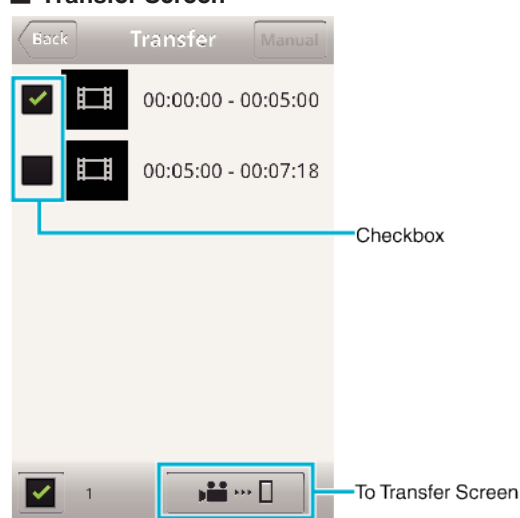 ■ Transfer Screen
Back Transfer Manual
00:00:00 - 00:05:00
00:05:00 - 00:07:18
Checkbox
1
To Transfer Screen